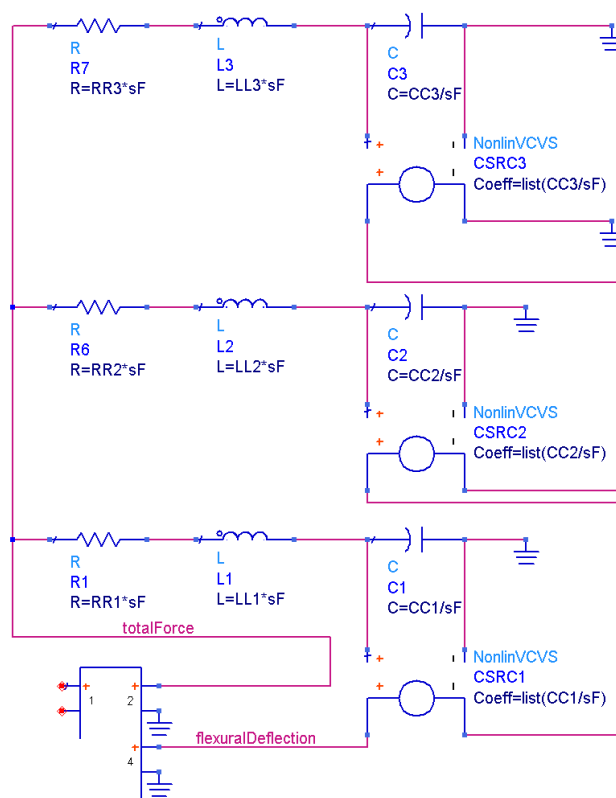 R
R7
R=RR3*sF
L
L3
L=LL3*sF
C
C3
C=CC3/sF
+
+
NonlinVCVS
CSRC3
Coeff=list(CC3/sF)
R
R6
R=RR2*sF
L
L2
L=LL2*sF
C
C2
C=CC2/sF
+
+
NonlinVCVS
CSRC2
Coeff=list(CC2/sF)
R
R1
R=RR1*sF
L
L1
L=LL1*sF
C
C1
C=CC1/sF
totalForce
+
+
NonlinVCVS
CSRC1
Coeff=list(CC1/sF)
+
1
+
2
flexuralDeflection
+
4